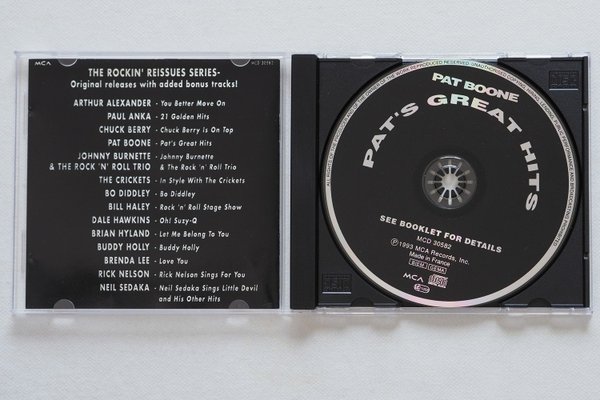 MCA
MCD 30582
THE ROCKIN' REISSUES SERIES-
Original releases with added bonus tracks!
ARTHUR ALEXANDER - You Better Move On
PAUL ANKA - 21 Golden Hits
CHUCK BERRY - Chuck Berry Is On Top
PAT BOONE - Pat's Great Hits
JOHNNY BURNETTE - Johnny Burnette
& THE ROCK 'N' ROLL TRIO & The Rock 'n' Roll Trio
THE CRICKETS - In Style With The Crickets
BO DIDDLEY - Bo Diddley
BILL HALEY - Rock 'n' Roll Stage Show
DALE HAWKINS - Oh! Suzy-Q
BRIAN HYLAND - Let Me Belong To You
BUDDY HOLLY - Buddy Holly
BRENDA LEE - Love You
RICK NELSON - Rick Nelson Sings For You
NEIL SEDAKA - Neil Sedaka Sings Little Devil
and His Other Hits
PAT BOONE
PAT'S GREAT HITS
SEE BOOKLET FOR DETAILS
MCD 30582
℗ 1993 MCA Records, Inc.
Made in France
BIEM GEMA
MCA